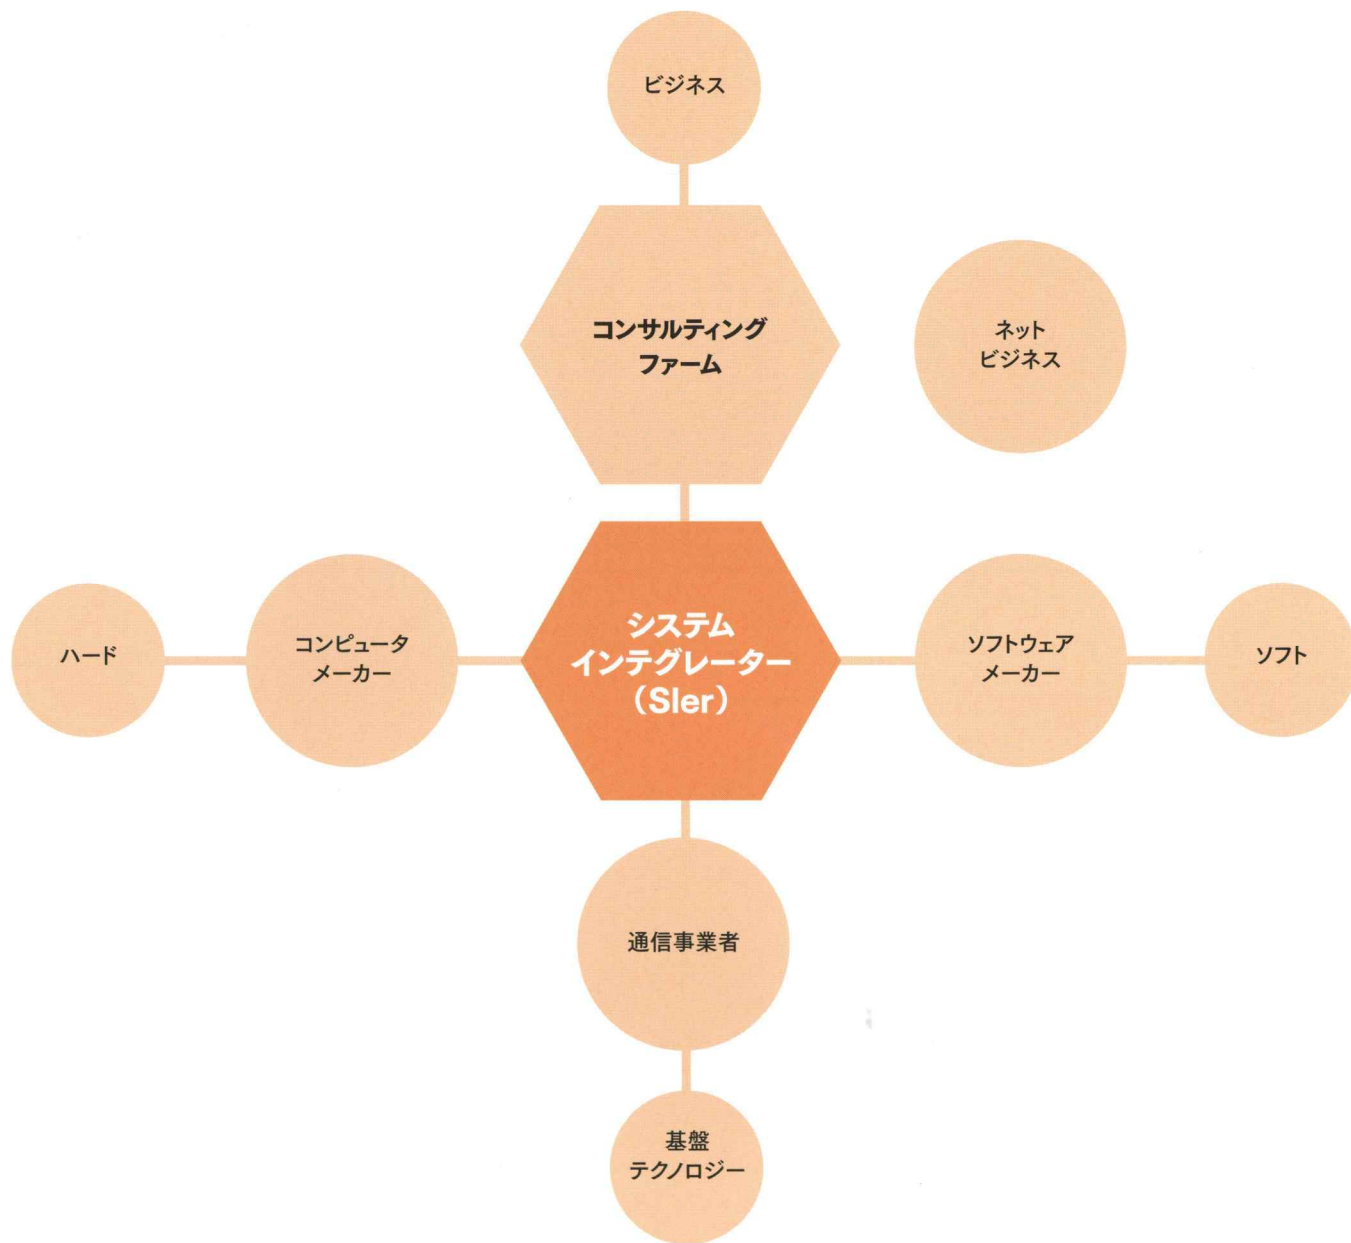 ビジネス
コンサルティング
ファーム
ネット
ビジネス
ハード
コンピュータ
メーカー
システム
インテグレーター
（SIer）
ソフトウェア
メーカー
ソフト
通信事業者
基盤
テクノロジー